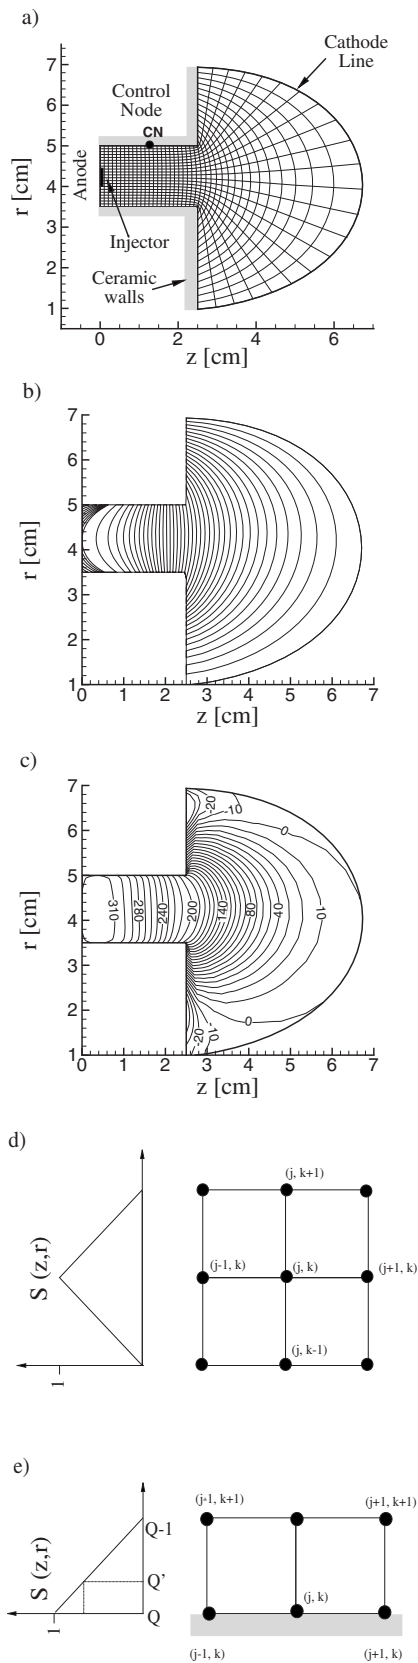 a)
Cathode
Line
Control
Node
CN
Anode
Injector
Ceramic
walls
r [cm]
7
6
5
4
3
2
1
0 2 4 6
z [cm]
b)
r [cm]
7
6
5
4
3
2
1
0 1 2 3 4 5 6 7
z [cm]
c)
r [cm]
7
6
5
4
3
2
1
-20 -10 0
310 280 240 200 140 80 40 10
-20 -10 0
0 1 2 3 4 5 6 7
z [cm]
d)
S (z,r)
1
(j, k+1)
(j-1, k) (j, k) (j+1, k)
(j, k-1)
e)
S (z,r)
1
Q-1
Q'
Q
(j-1, k+1) (j+1, k+1)
(j, k)
(j-1, k) (j+1, k)